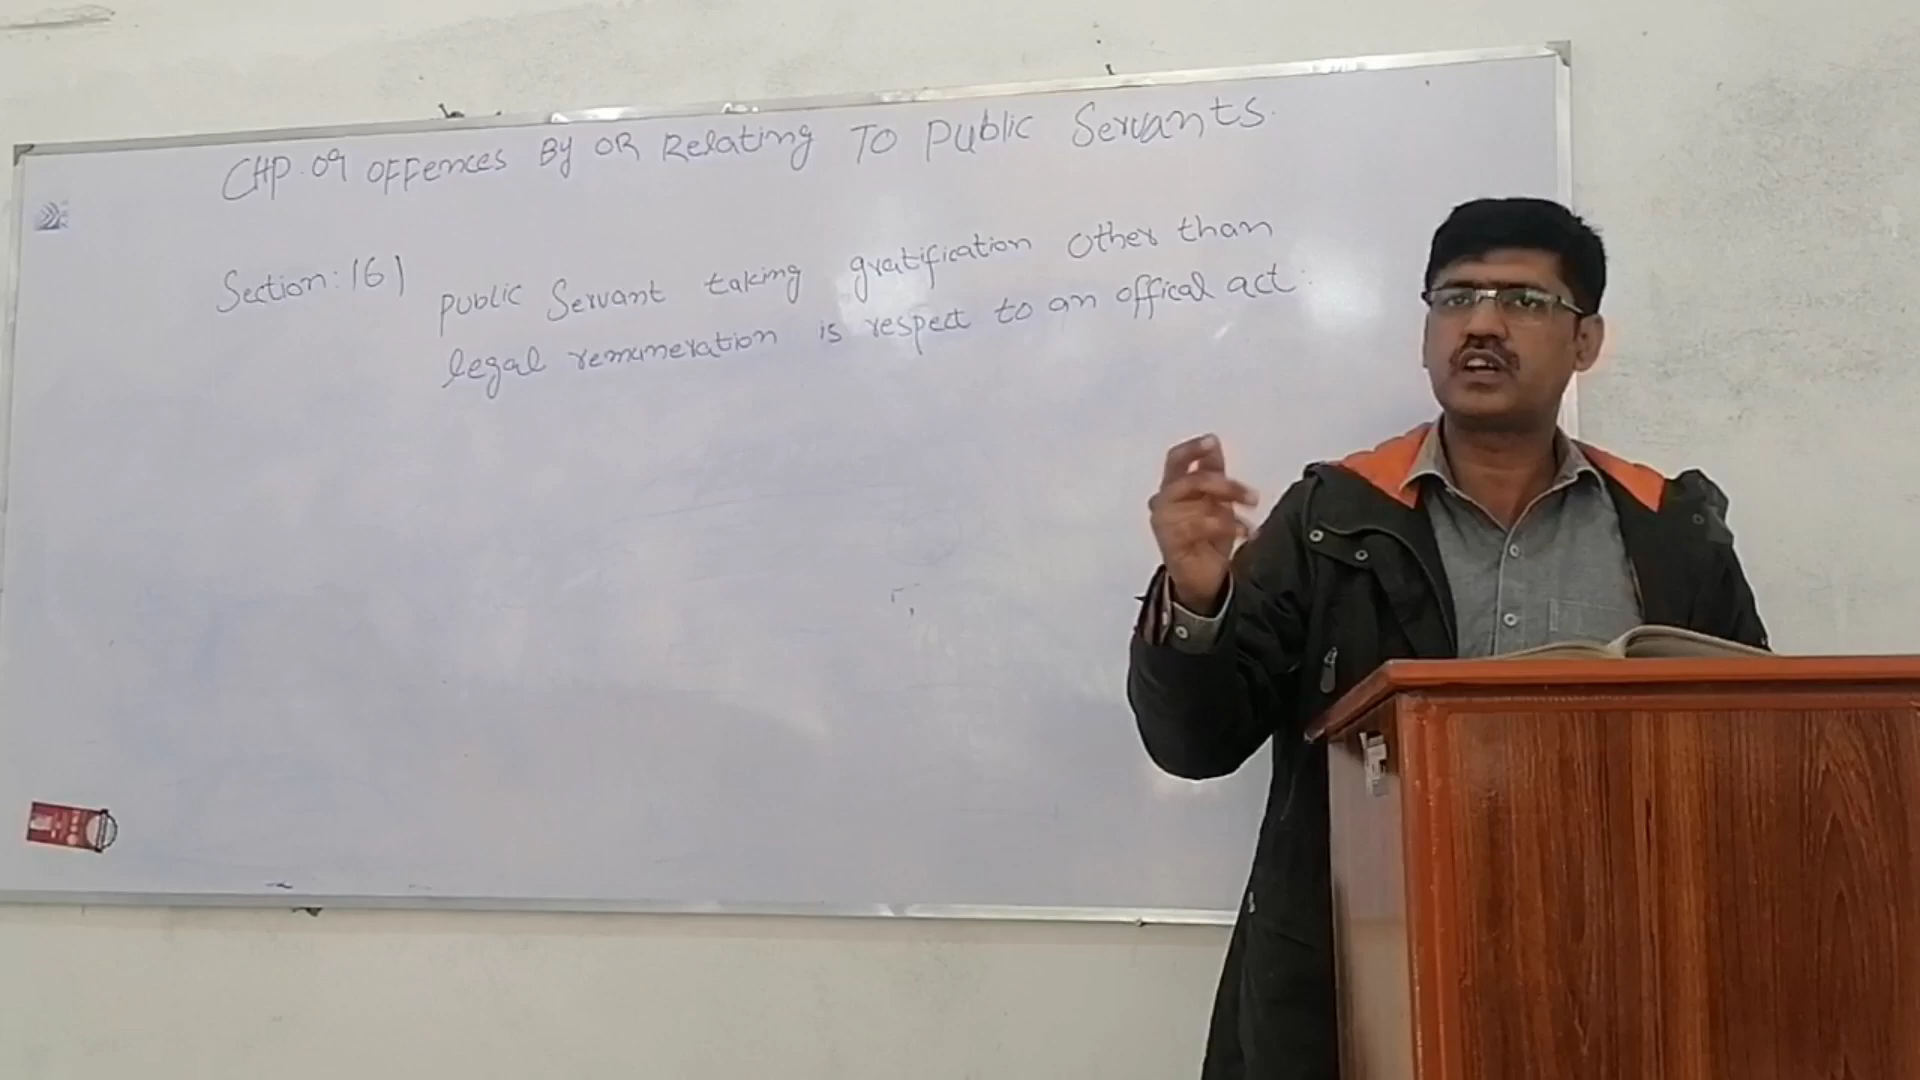 CHP.09 OFFences By OR Relating To Public Servants.
Section: 161 Public Servant taking gratification other than
legal remuneration is respect to an offical act.